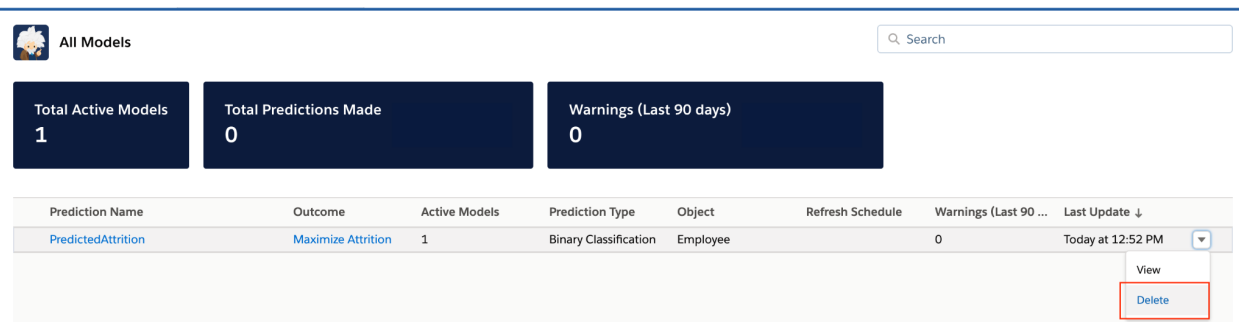 All Models
Search
Total Active Models
1
Total Predictions Made
0
Warnings (Last 90 days)
0
Prediction Name Outcome Active Models Prediction Type Object Refresh Schedule Warnings (Last 90 ... Last Update ↓
PredictedAttrition Maximize Attrition 1 Binary Classification Employee 0 Today at 12:52 PM
View
Delete